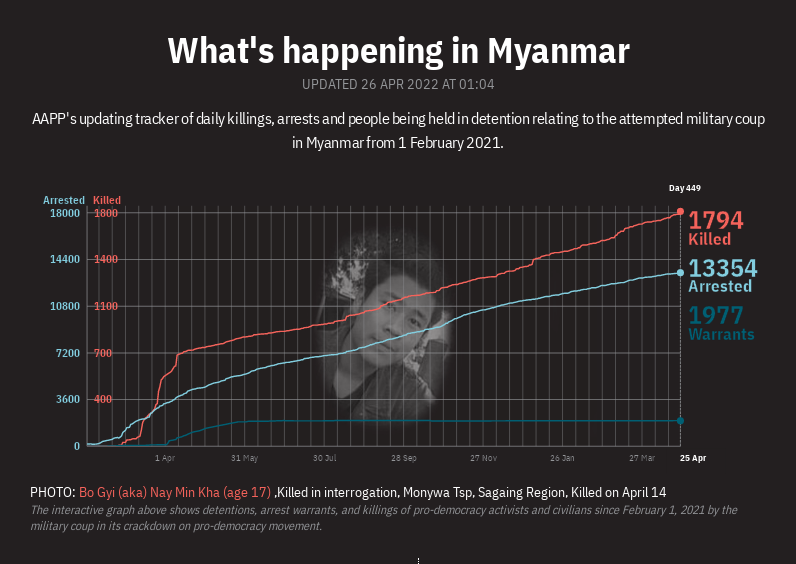 What's happening in Myanmar
UPDATED 26 APR 2022 AT 01:04
AAPP's updating tracker of daily killings, arrests and people being held in detention relating to the attempted military coup
in Myanmar from 1 February 2021.
Day 449
Arrested Killed
18000 1800
14400 1400
10800 1100
7200 700
3600 400
0
1794
Killed
13354
Arrested
1977
Warrants
1 Apr 31 May 30 Jul 28 Sep 27 Nov 26 Jan 27 Mar 25 Apr
PHOTO: Bo Gyi (aka) Nay Min Kha (age 17) ,Killed in interrogation, Monywa Tsp, Sagaing Region, Killed on April 14
The interactive graph above shows detentions, arrest warrants, and killings of pro-democracy activists and civilians since February 1, 2021 by the
military coup in its crackdown on pro-democracy movement.